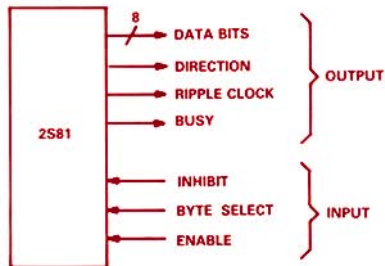 8
DATA BITS
DIRECTION
RIPPLE CLOCK
BUSY
OUTPUT
2S81
INHIBIT
BYTE SELECT
ENABLE
INPUT